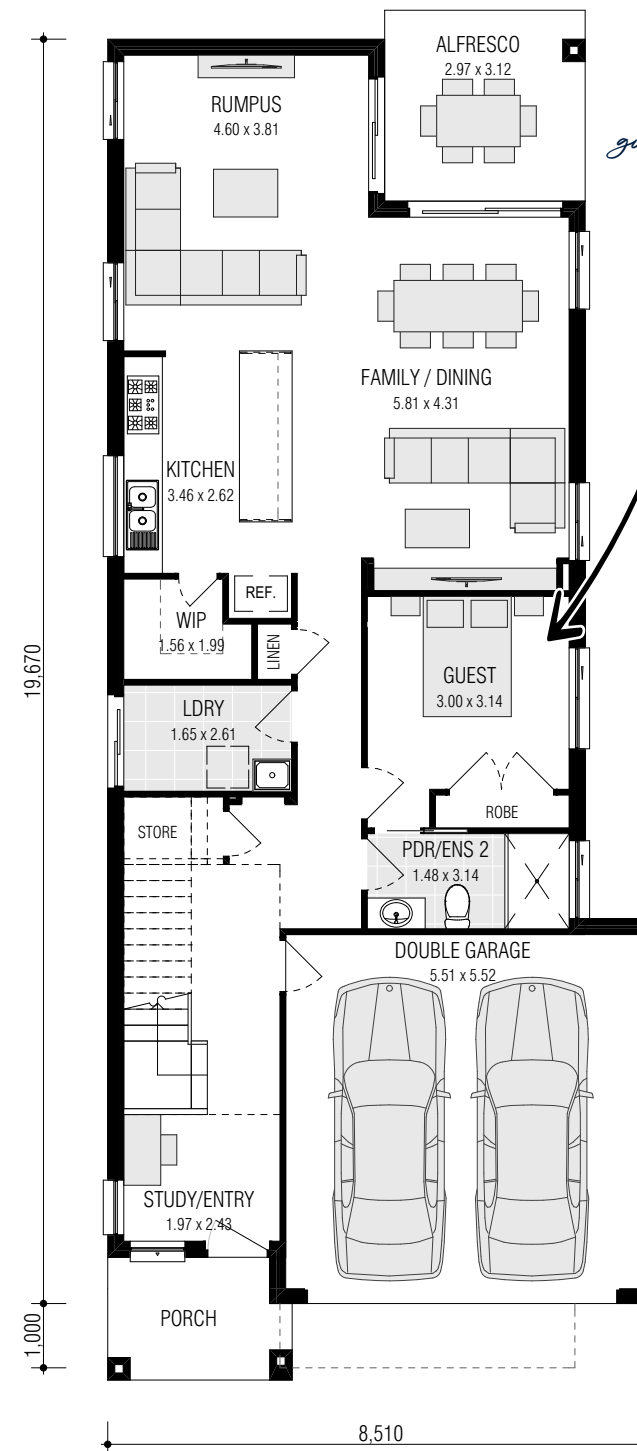 ALFRESCO
2.97 x 3.12
RUMPUS
4.60 x 3.81
FAMILY / DINING
5.81 x 4.31
KITCHEN
3.46 x 2.62
REF.
WIP
1.56 x 1.99
LINEN
GUEST
3.00 x 3.14
LDRY
1.65 x 2.61
ROBE
STORE
PDR/ENS 2
1.48 x 3.14
DOUBLE GARAGE
5.51 x 5.52
STUDY/ENTRY
1.97 x 2.43
PORCH
19,670
1,000
8,510